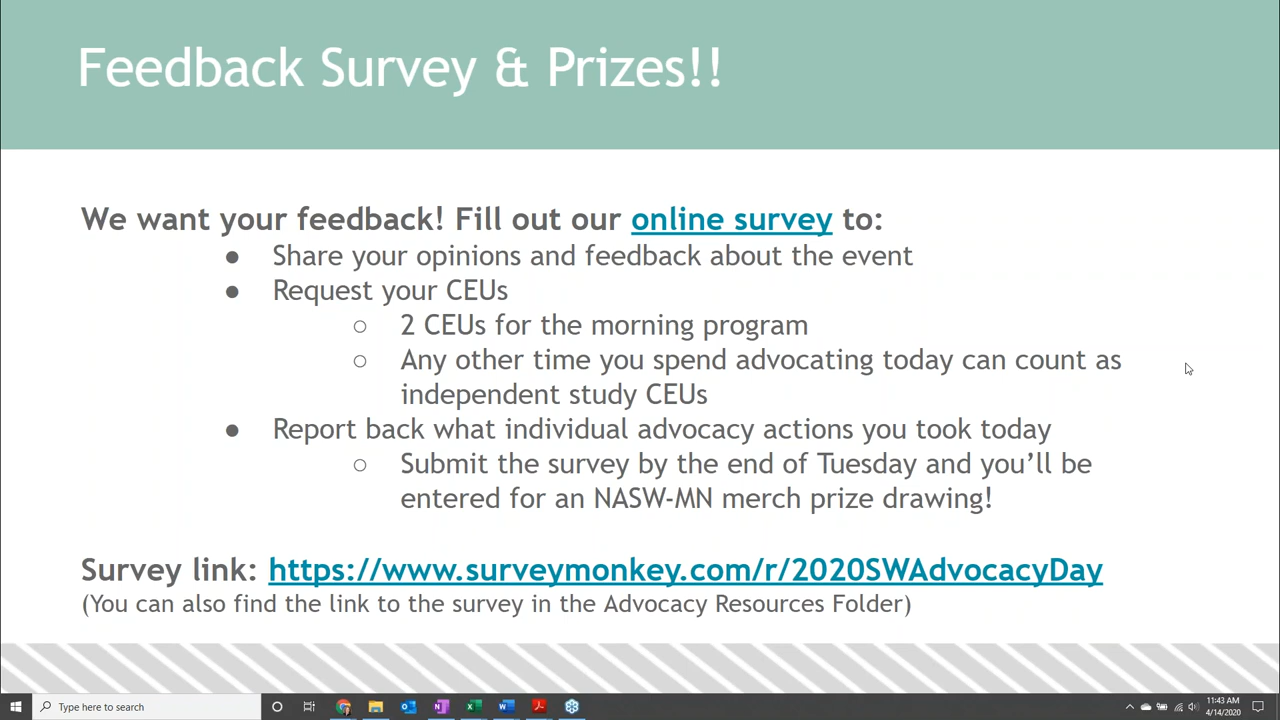 Feedback Survey & Prizes!!
We want your feedback! Fill out our online survey to:
● Share your opinions and feedback about the event
● Request your CEUs
○ 2 CEUs for the morning program
○ Any other time you spend advocating today can count as
independent study CEUs
● Report back what individual advocacy actions you took today
○ Submit the survey by the end of Tuesday and you’ll be
entered for an NASW-MN merch prize drawing!
Survey link: https://www.surveymonkey.com/r/2020SWAdvocacyDay
(You can also find the link to the survey in the Advocacy Resources Folder)
Type here to search
11:43 AM
4/14/2020